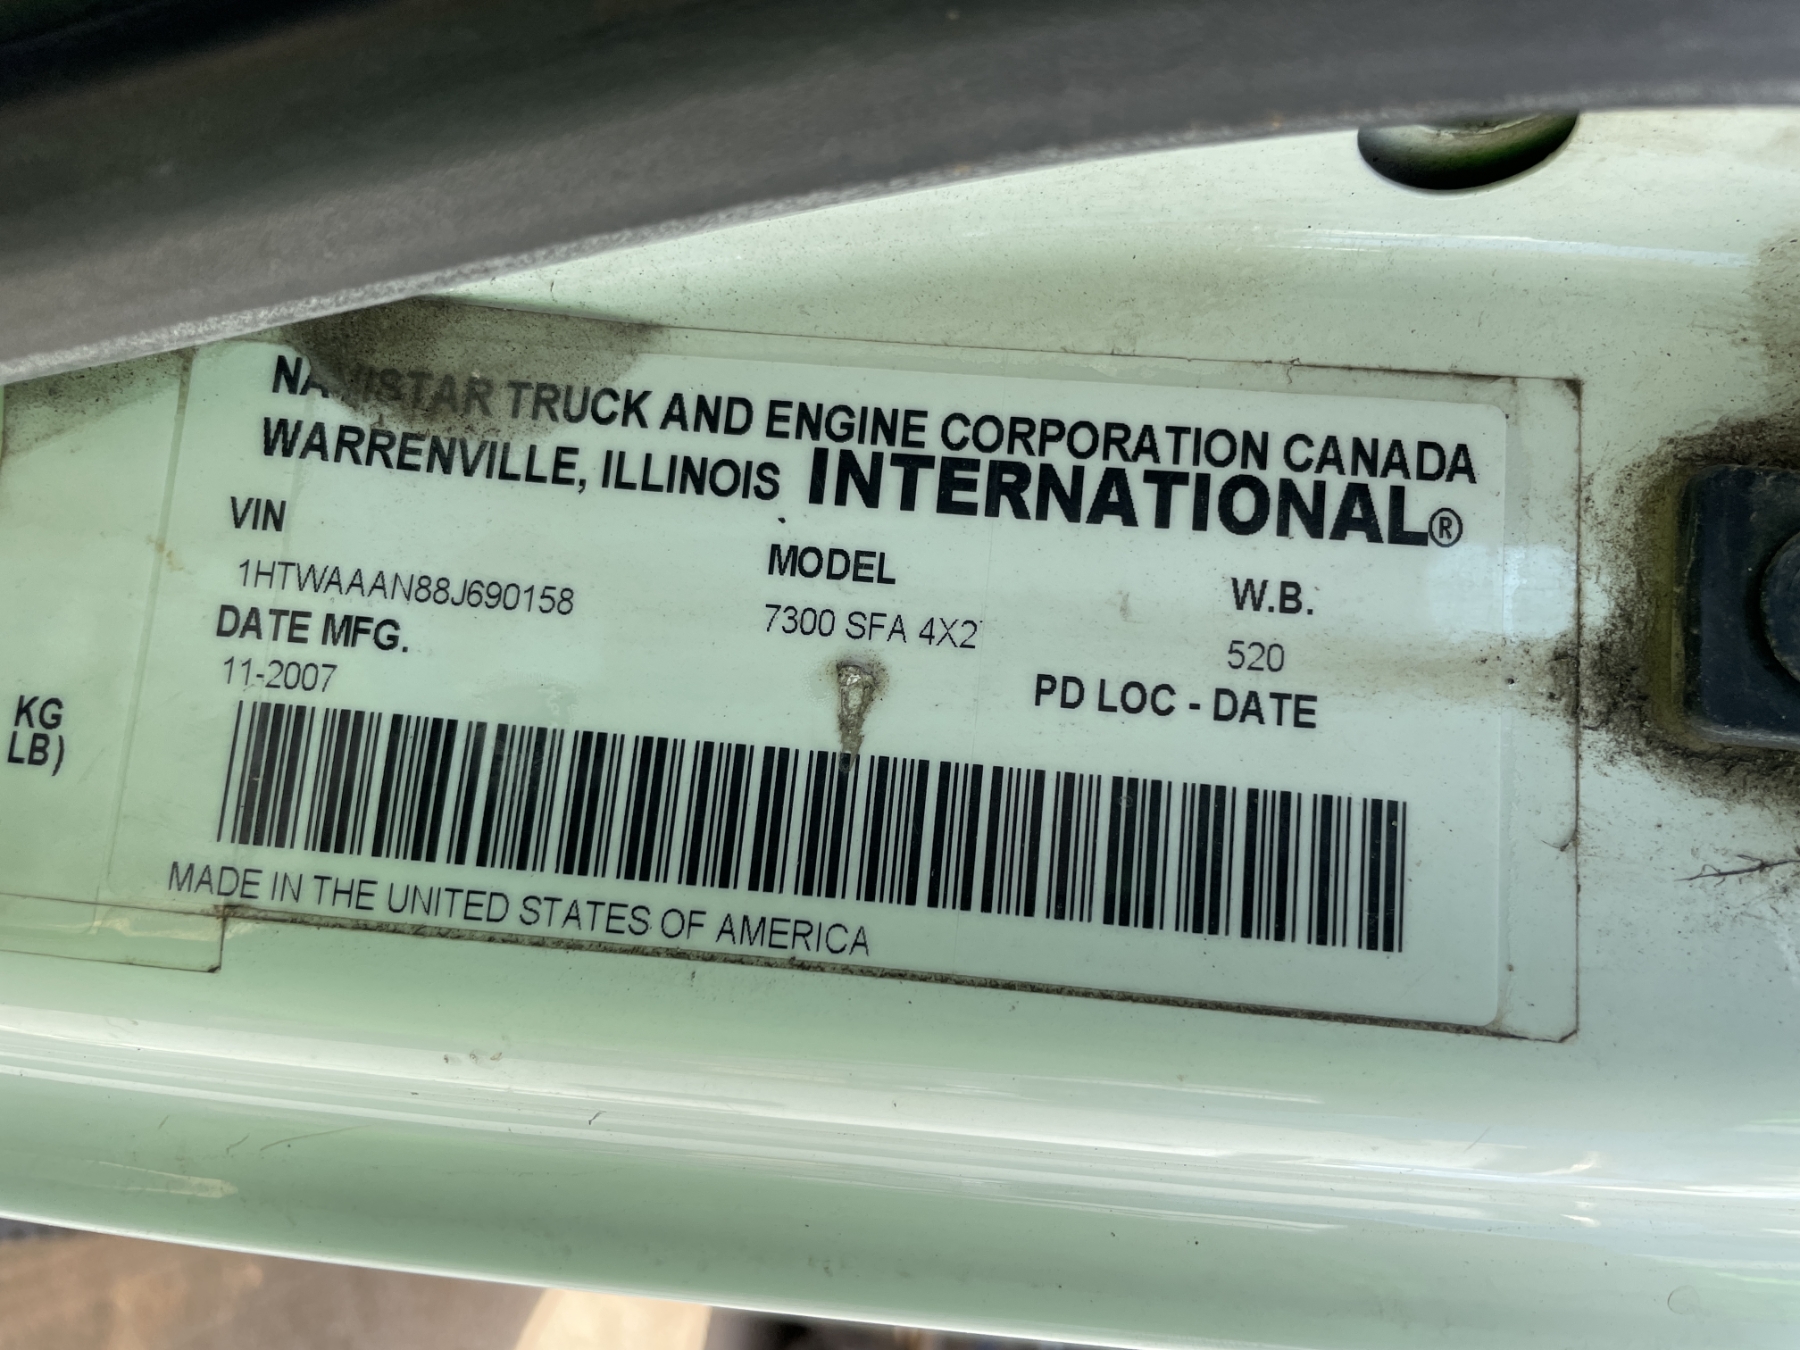 NAVISTAR TRUCK AND ENGINE CORPORATION CANADA
WARRENVILLE, ILLINOIS INTERNATIONAL®
VIN MODEL W.B.
1HTWAAAN88J690158 7300 SFA 4X2 520
DATE MFG. PD LOC - DATE
11-2007
KG
LB)
MADE IN THE UNITED STATES OF AMERICA